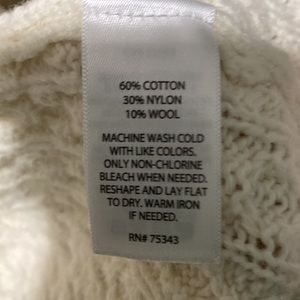 60% COTTON
30% NYLON
10% WOOL
MACHINE WASH COLD
WITH LIKE COLORS.
ONLY NON-CHLORINE
BLEACH WHEN NEEDED.
RESHAPE AND LAY FLAT
TO DRY. WARM IRON
IF NEEDED.
RN# 75343